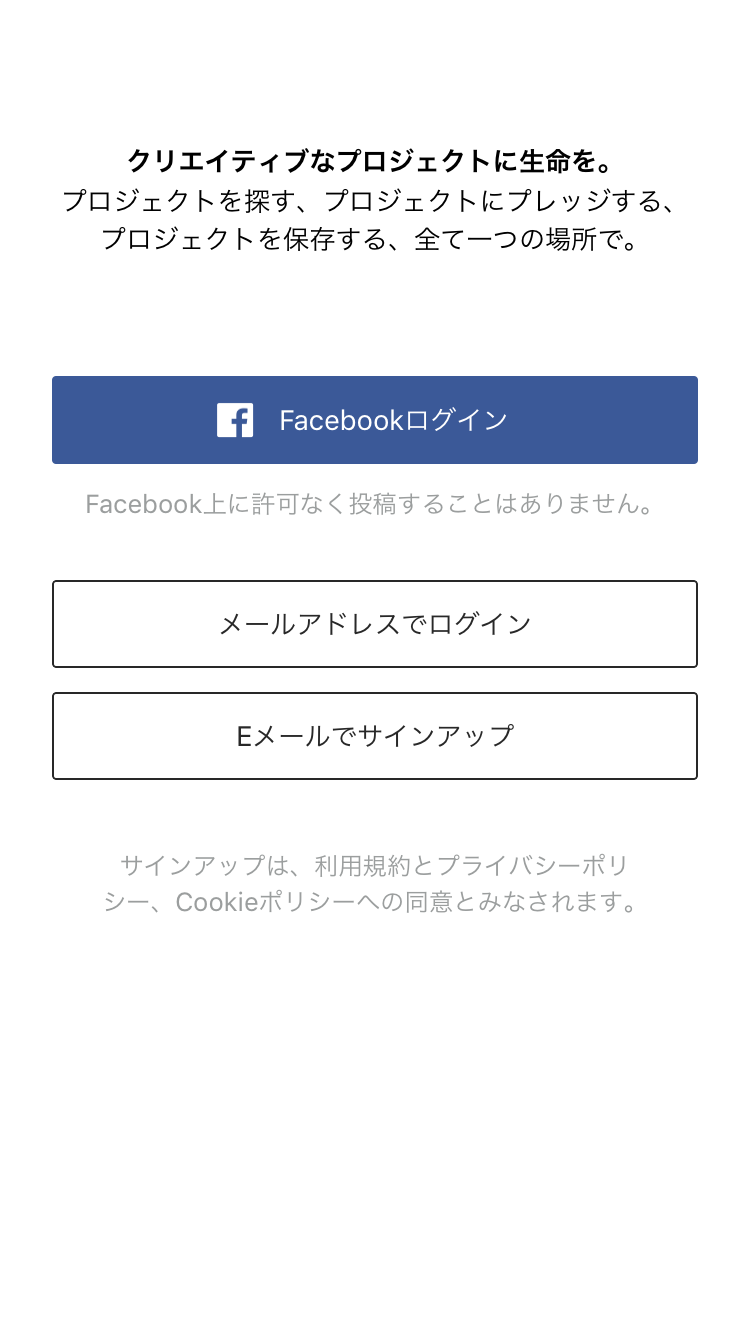 クリエイティブなプロジェクトに生命を。
プロジェクトを探す、プロジェクトにプレッジする、
プロジェクトを保存する、全て一つの場所で。
Facebookログイン
Facebook上に許可なく投稿することはありません。
メールアドレスでログイン
Eメールでサインアップ
サインアップは、利用規約とプライバシーポリ
シー、Cookieポリシーへの同意とみなされます。